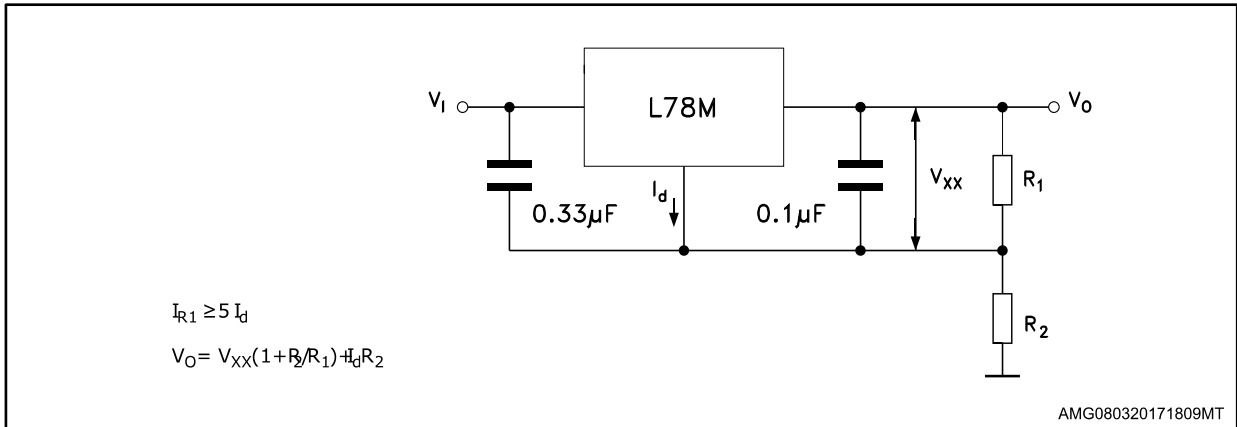 V_I
L78M
V_O
V_XX
R_1
I_d
0.33µF
0.1µF
R_2
I_R1 ≥5 I_d
V_O= V_XX(1+R_2/R_1)+I_dR_2
AMG080320171809MT